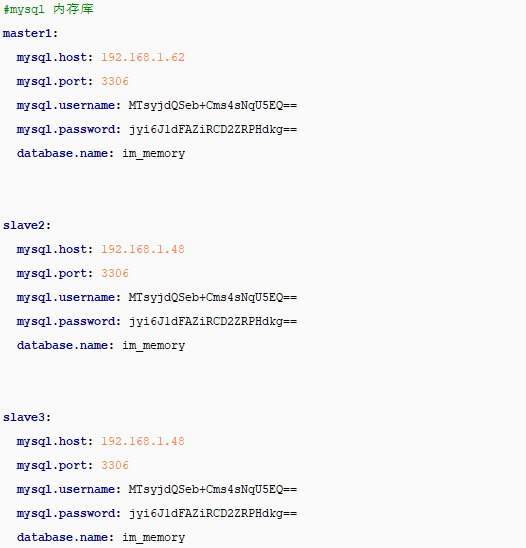 #mysql 内存库
master1:
mysql.host: 192.168.1.62
mysql.port: 3306
mysql.username: MTsyjdQSeb+Cms4sNqU5EQ==
mysql.password: jyi6JldFAZiRCD2ZRPHdkg==
database.name: im_memory
slave2:
mysql.host: 192.168.1.48
mysql.port: 3306
mysql.username: MTsyjdQSeb+Cms4sNqU5EQ==
mysql.password: jyi6JldFAZiRCD2ZRPHdkg==
database.name: im_memory
slave3:
mysql.host: 192.168.1.48
mysql.port: 3306
mysql.username: MTsyjdQSeb+Cms4sNqU5EQ==
mysql.password: jyi6JldFAZiRCD2ZRPHdkg==
database.name: im_memory